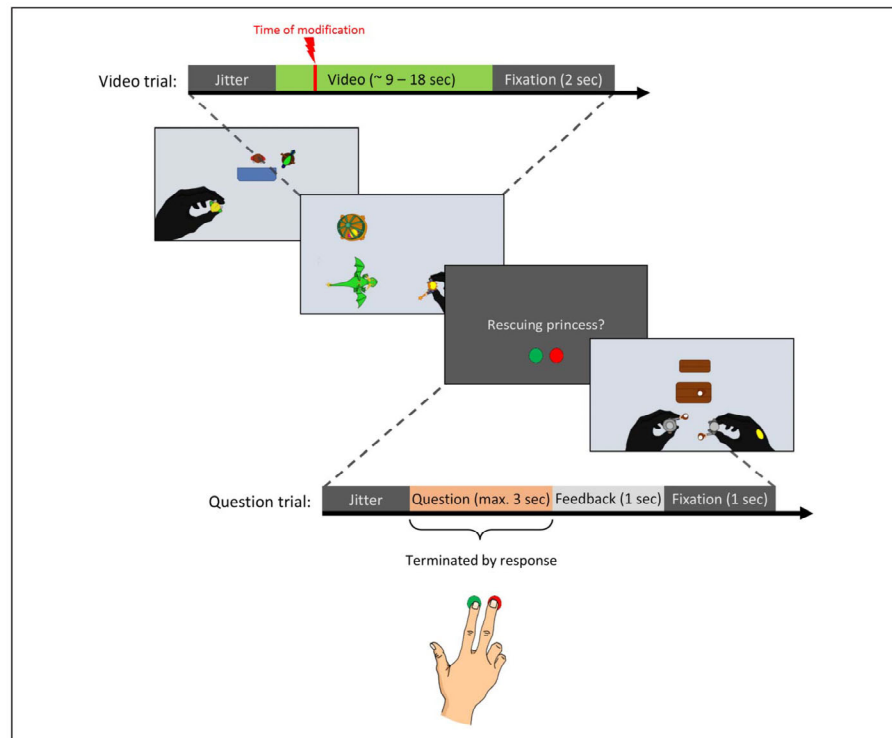 Time of modification
Video trial:
Jitter
Video (~ 9 – 18 sec)
Fixation (2 sec)
Rescuing princess?
Question trial:
Jitter
Question (max. 3 sec)
Feedback (1 sec)
Fixation (1 sec)
Terminated by response